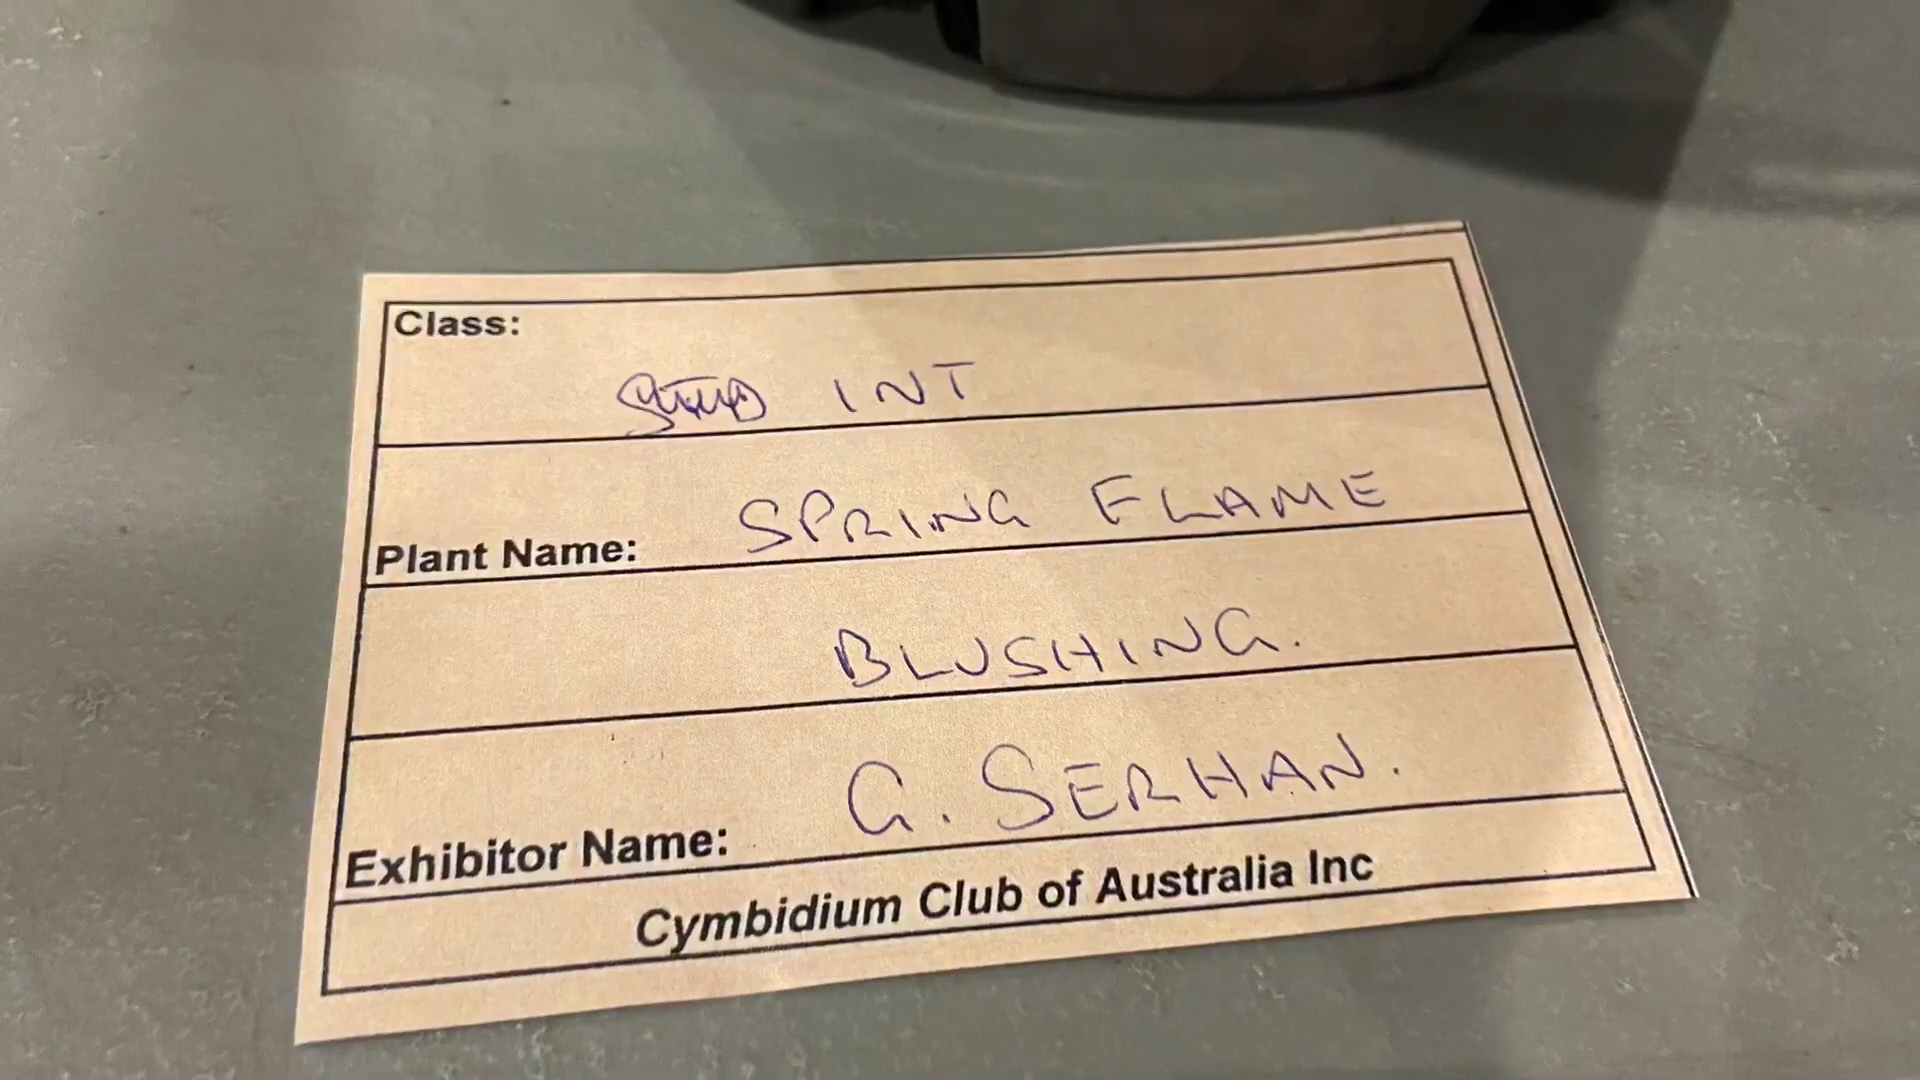 Class:
INT
Plant Name: SPRING FLAME
BLUSHING.
Exhibitor Name: G. SERHAN.
Cymbidium Club of Australia Inc